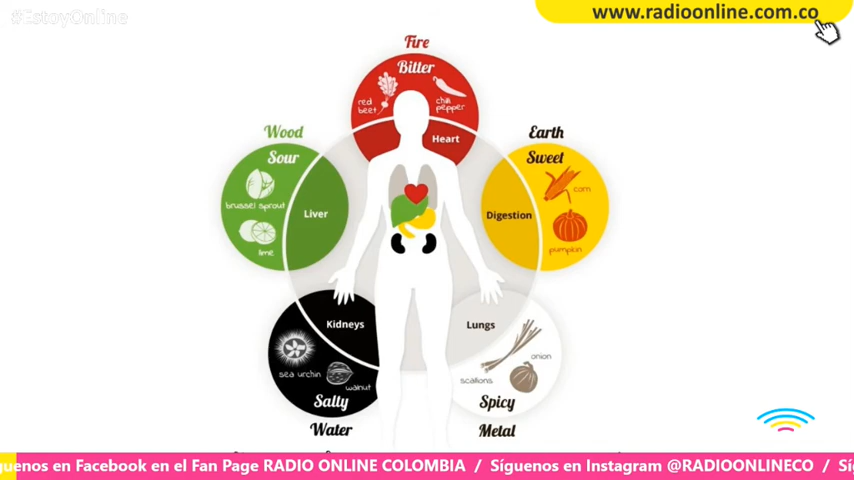 #EstoyOnline
www.radioonline.com.co
Fire
Bitter
red
beet
chili
pepper
Heart
Wood
Sour
brussel sprout
lime
Liver
Earth
Sweet
corn
pumpkin
Digestion
Kidneys
sea urchin
walnut
Salty
Water
Lungs
onion
scallions
Spicy
Metal
guenos en Facebook en el Fan Page RADIO ONLINE COLOMBIA / Síguenos en Instagram @RADIOONLINECO / Sí